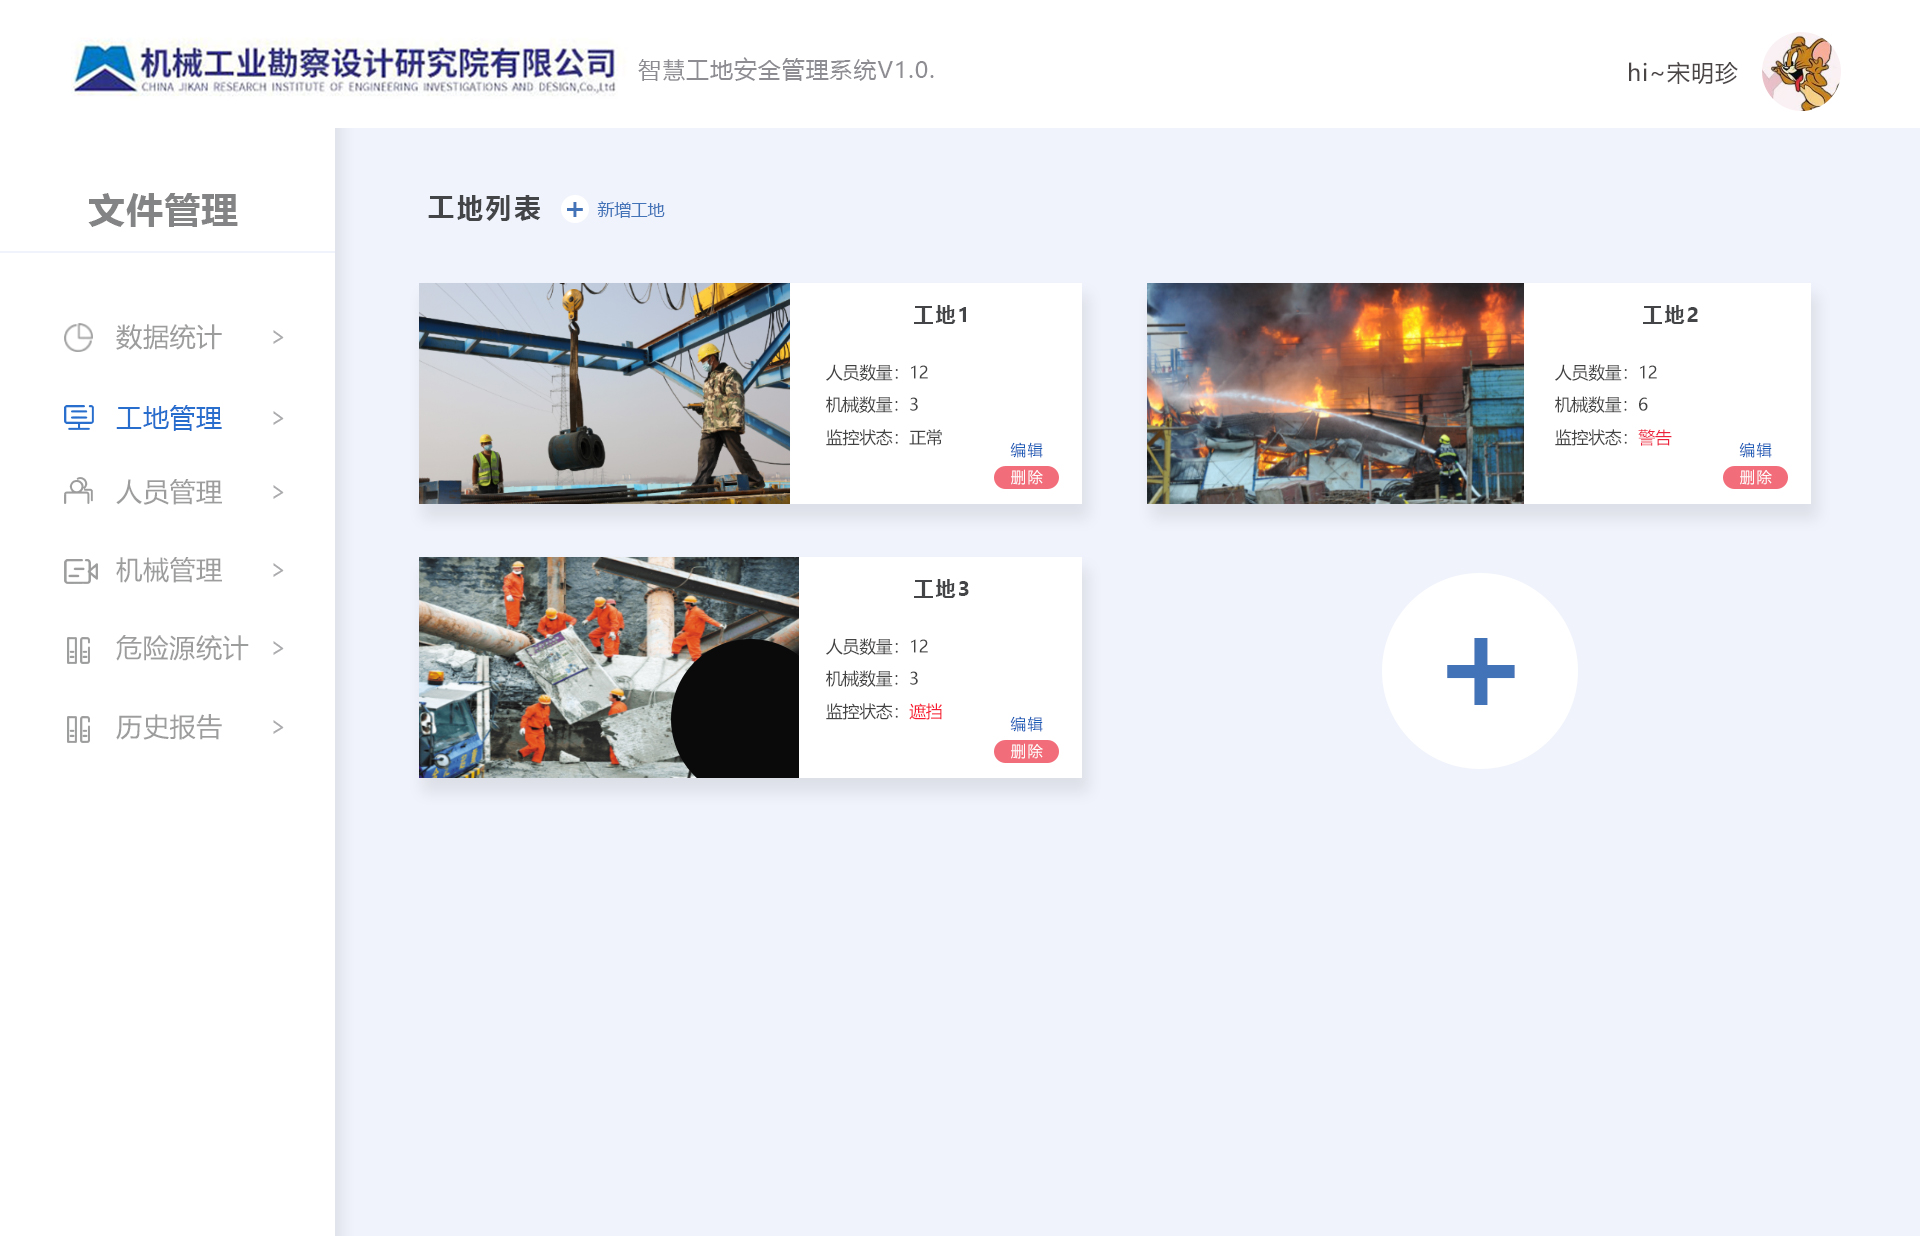 机械工业勘察设计研究院有限公司
CHINA JIKAN RESEARCH INSTITUTE OF ENGINEERING INVESTIGATIONS AND DESIGN,Co.,Ltd
智慧工地安全管理系统V1.0.
hi~宋明珍
文件管理
数据统计 >
工地管理 >
人员管理 >
机械管理 >
危险源统计 >
历史报告 >
工地列表 + 新增工地
工地1
人员数量：12
机械数量：3
监控状态：正常
编辑
删除
工地2
人员数量：12
机械数量：6
监控状态：警告
编辑
删除
工地3
人员数量：12
机械数量：3
监控状态：遮挡
编辑
删除